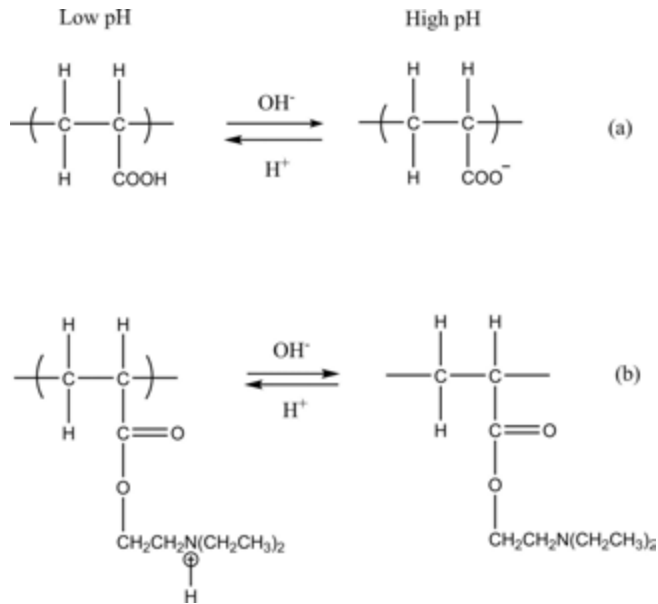 Low pH High pH
H H H H
( C C ) OH⁻ ( C C ) (a)
H COOH H⁺ H COO⁻
H H H H
( C C ) OH⁻ C C (b)
H C O H⁺ H C O
O O
CH₂CH₂N(CH₂CH₃)₂ CH₂CH₂N(CH₂CH₃)₂
⊕
H